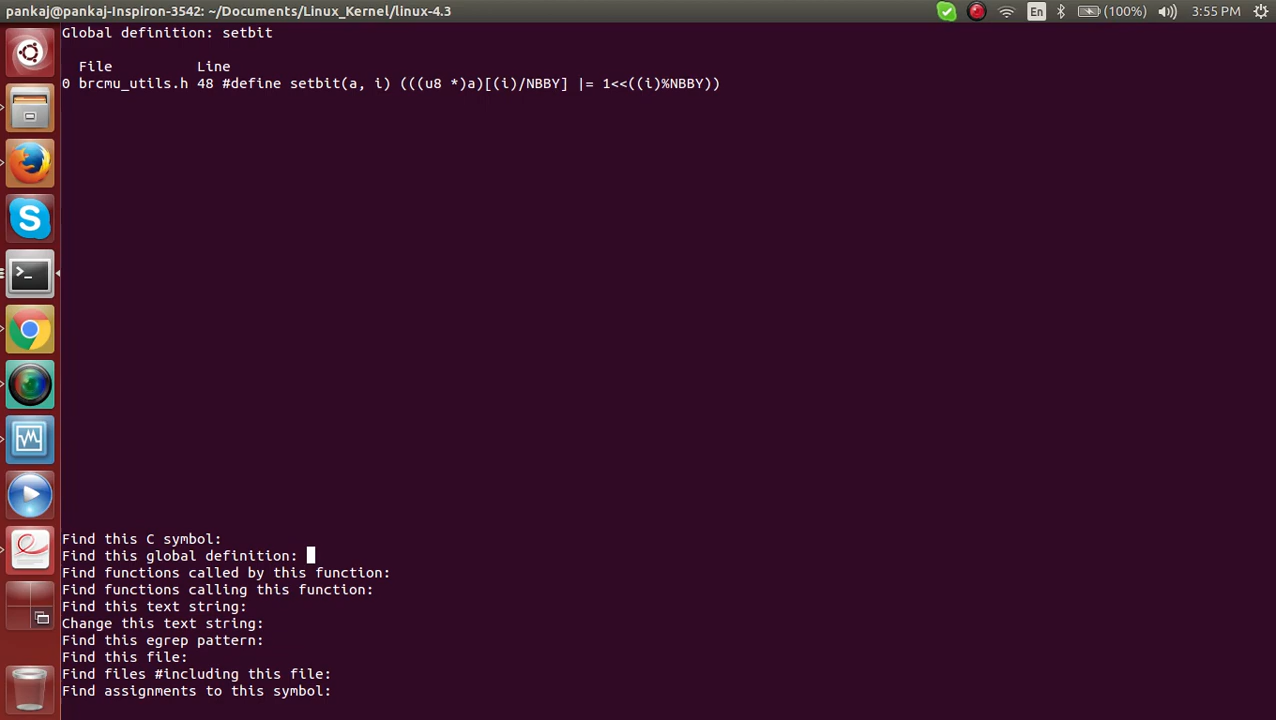 pankaj@pankaj-Inspiron-3542: ~/Documents/Linux_Kernel/linux-4.3
En
(100%)
3:55 PM
Global definition: setbit
File Line
0 brcmu_utils.h 48 #define setbit(a, i) (((u8 *)a)[(i)/NBBY] |= 1<<((i)%NBBY))
Find this C symbol:
Find this global definition:
Find functions called by this function:
Find functions calling this function:
Find this text string:
Change this text string:
Find this egrep pattern:
Find this file:
Find files #including this file:
Find assignments to this symbol: